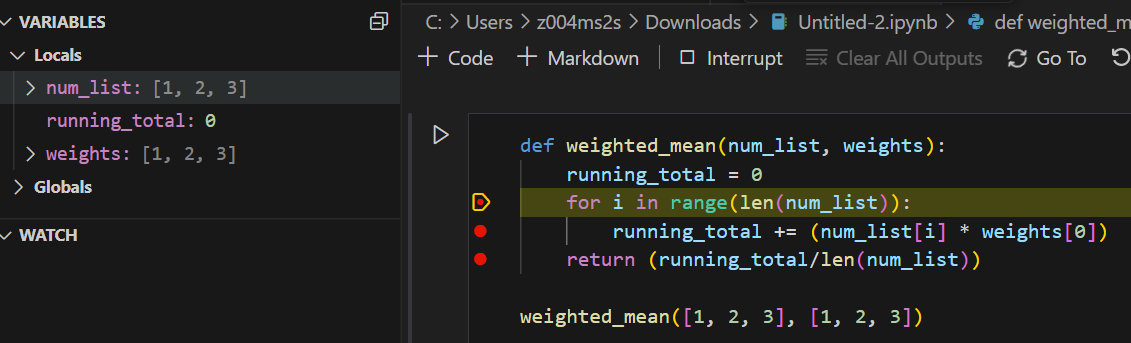 VARIABLES
Locals
num_list: [1, 2, 3]
running_total: 0
weights: [1, 2, 3]
Globals
WATCH
C: > Users > z004ms2s > Downloads > Untitled-2.ipynb > def weighted_m
+ Code + Markdown Interrupt Clear All Outputs Go To
def weighted_mean(num_list, weights):
running_total = 0
for i in range(len(num_list)):
running_total += (num_list[i] * weights[0])
return (running_total/len(num_list))
weighted_mean([1, 2, 3], [1, 2, 3])